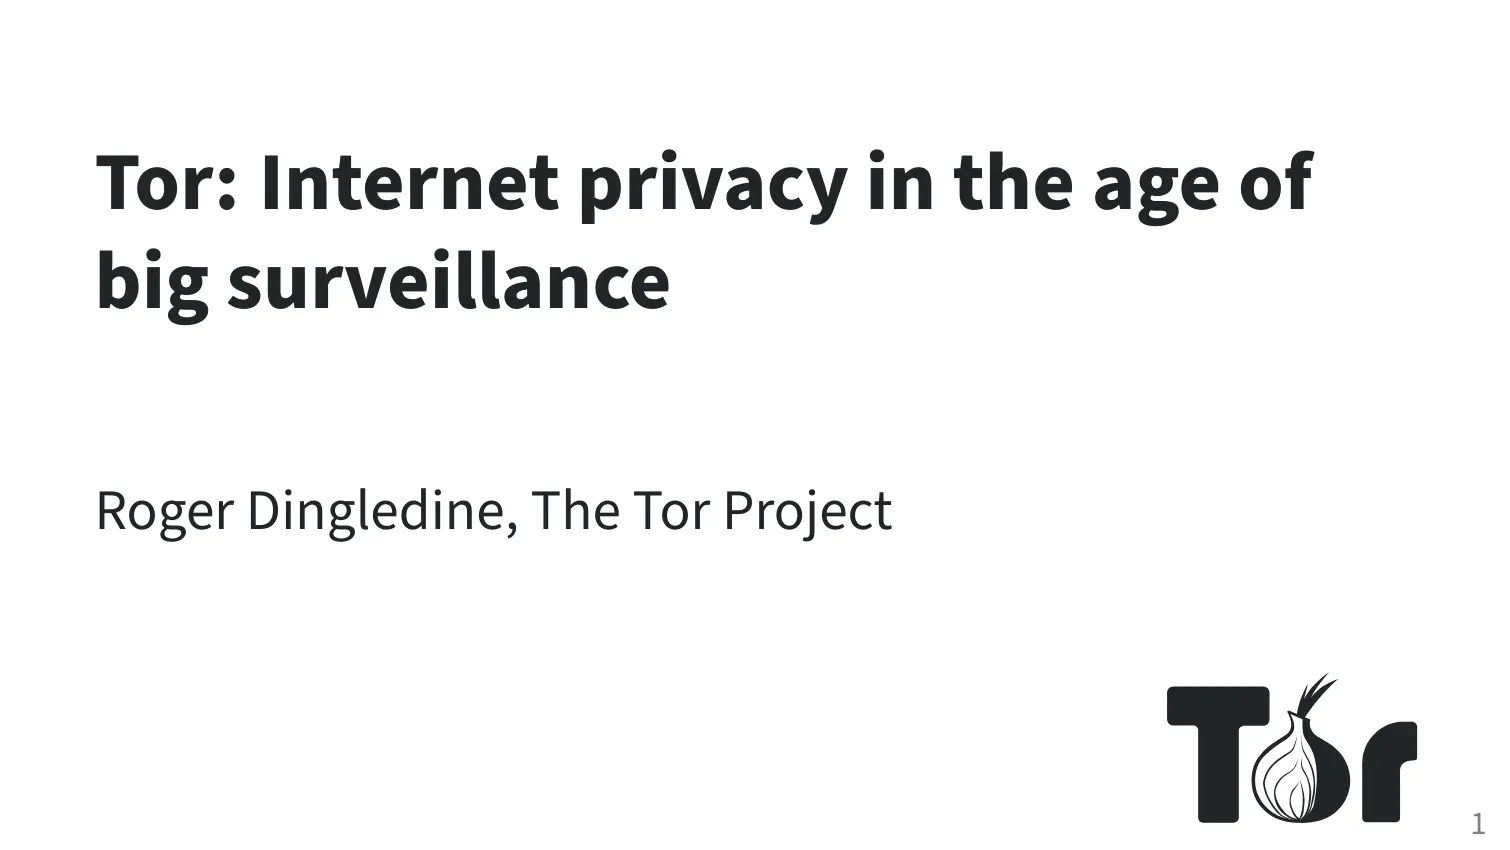 Tor: Internet privacy in the age of
big surveillance
Roger Dingledine, The Tor Project
Tor
1